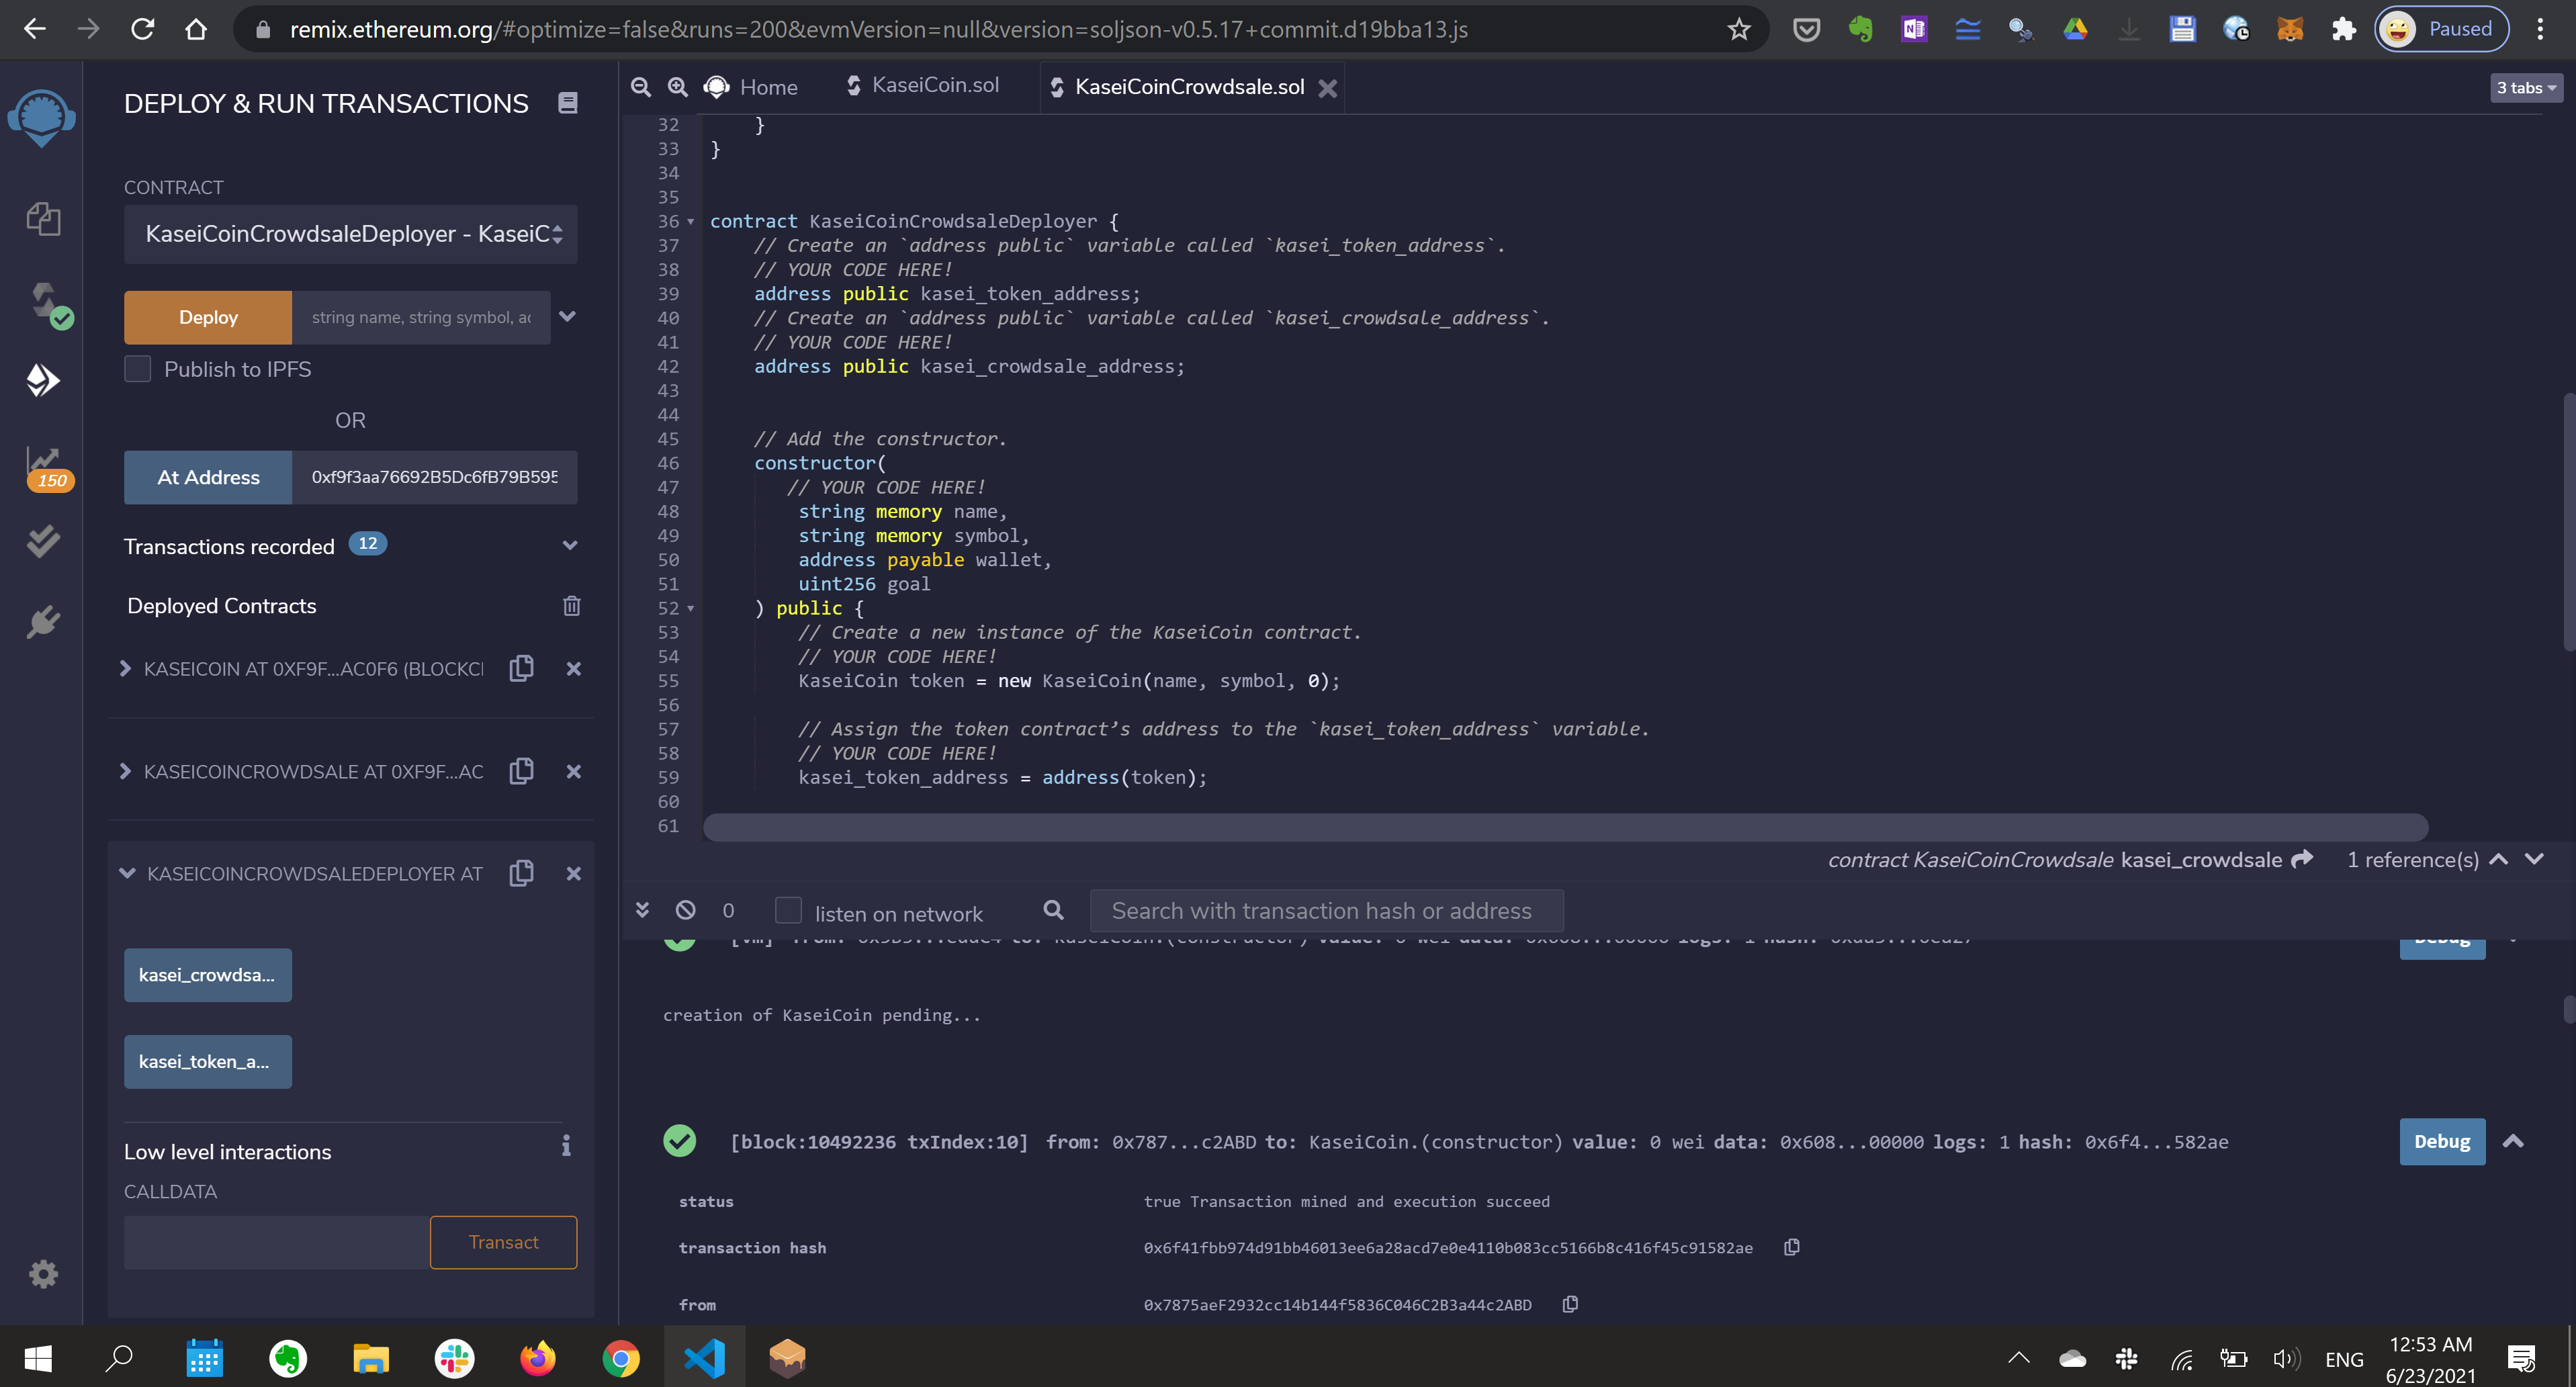 remix.ethereum.org/#optimize=false&runs=200&evmVersion=null&version=soljson-v0.5.17+commit.d19bba13.js
Paused
DEPLOY & RUN TRANSACTIONS
CONTRACT
KaseiCoinCrowdsaleDeployer - KaseiC
Deploy
string name, string symbol, ac
Publish to IPFS
OR
At Address
0xf9f3aa76692B5Dc6fB79B595
150
Transactions recorded 12
Deployed Contracts
KASEICOIN AT 0XF9F...AC0F6 (BLOCKCI
KASEICOINCROWDSALE AT 0XF9F...AC
KASEICOINCROWDSALEDEPLOYER AT
kasei_crowdsa...
kasei_token_a...
Low level interactions
CALLDATA
Transact
Home
KaseiCoin.sol
KaseiCoinCrowdsale.sol
3 tabs
32 }
33 }
34
35
36 contract KaseiCoinCrowdsaleDeployer {
37 // Create an `address public` variable called `kasei_token_address`.
38 // YOUR CODE HERE!
39 address public kasei_token_address;
40 // Create an `address public` variable called `kasei_crowdsale_address`.
41 // YOUR CODE HERE!
42 address public kasei_crowdsale_address;
43
44
45 // Add the constructor.
46 constructor(
47 // YOUR CODE HERE!
48 string memory name,
49 string memory symbol,
50 address payable wallet,
51 uint256 goal
52 ) public {
53 // Create a new instance of the KaseiCoin contract.
54 // YOUR CODE HERE!
55 KaseiCoin token = new KaseiCoin(name, symbol, 0);
56
57 // Assign the token contract’s address to the `kasei_token_address` variable.
58 // YOUR CODE HERE!
59 kasei_token_address = address(token);
60
61
contract KaseiCoinCrowdsale kasei_crowdsale 1 reference(s)
0 listen on network Search with transaction hash or address
creation of KaseiCoin pending...
[block:10492236 txIndex:10] from: 0x787...c2ABD to: KaseiCoin.(constructor) value: 0 wei data: 0x608...00000 logs: 1 hash: 0x6f4...582ae
Debug
status true Transaction mined and execution succeed
transaction hash 0x6f41fbb974d91bb46013ee6a28acd7e0e4110b083cc5166b8c416f45c91582ae
from 0x7875aeF2932cc14b144f5836C046C2B3a44c2ABD
ENG
12:53 AM
6/23/2021